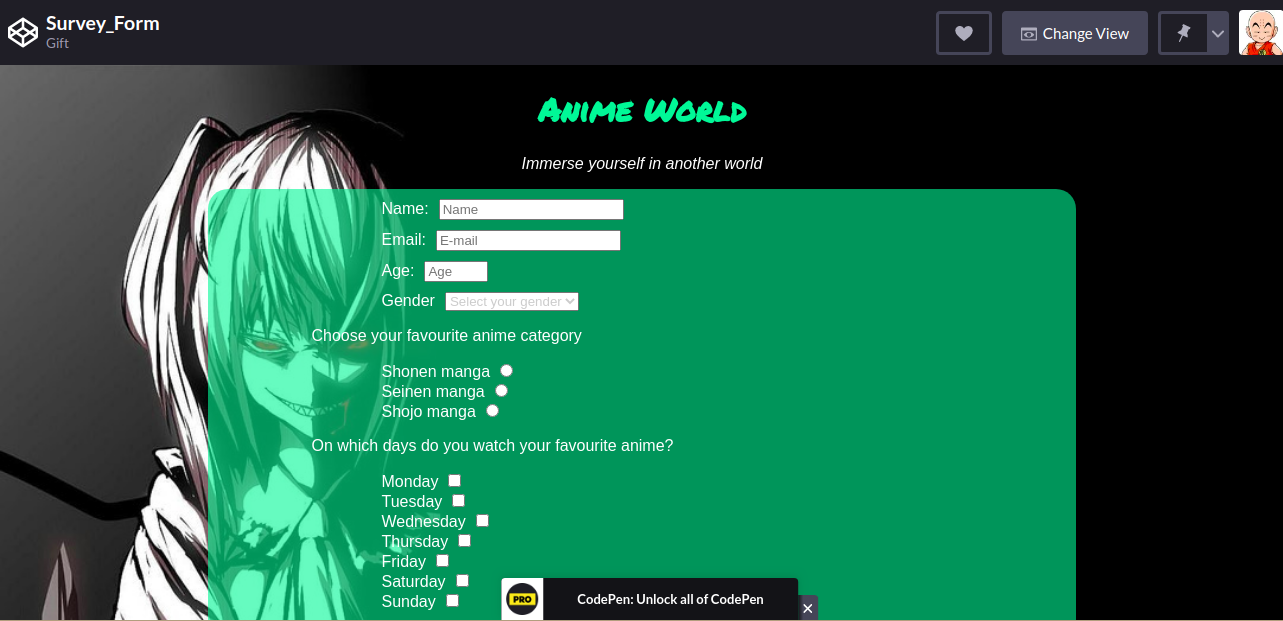 Survey_Form
Gift
Change View
Anime World
Immerse yourself in another world
Name: Name
Email: E-mail
Age: Age
Gender Select your gender
Choose your favourite anime category
Shonen manga
Seinen manga
Shojo manga
On which days do you watch your favourite anime?
Monday
Tuesday
Wednesday
Thursday
Friday
Saturday
Sunday
PRO CodePen: Unlock all of CodePen